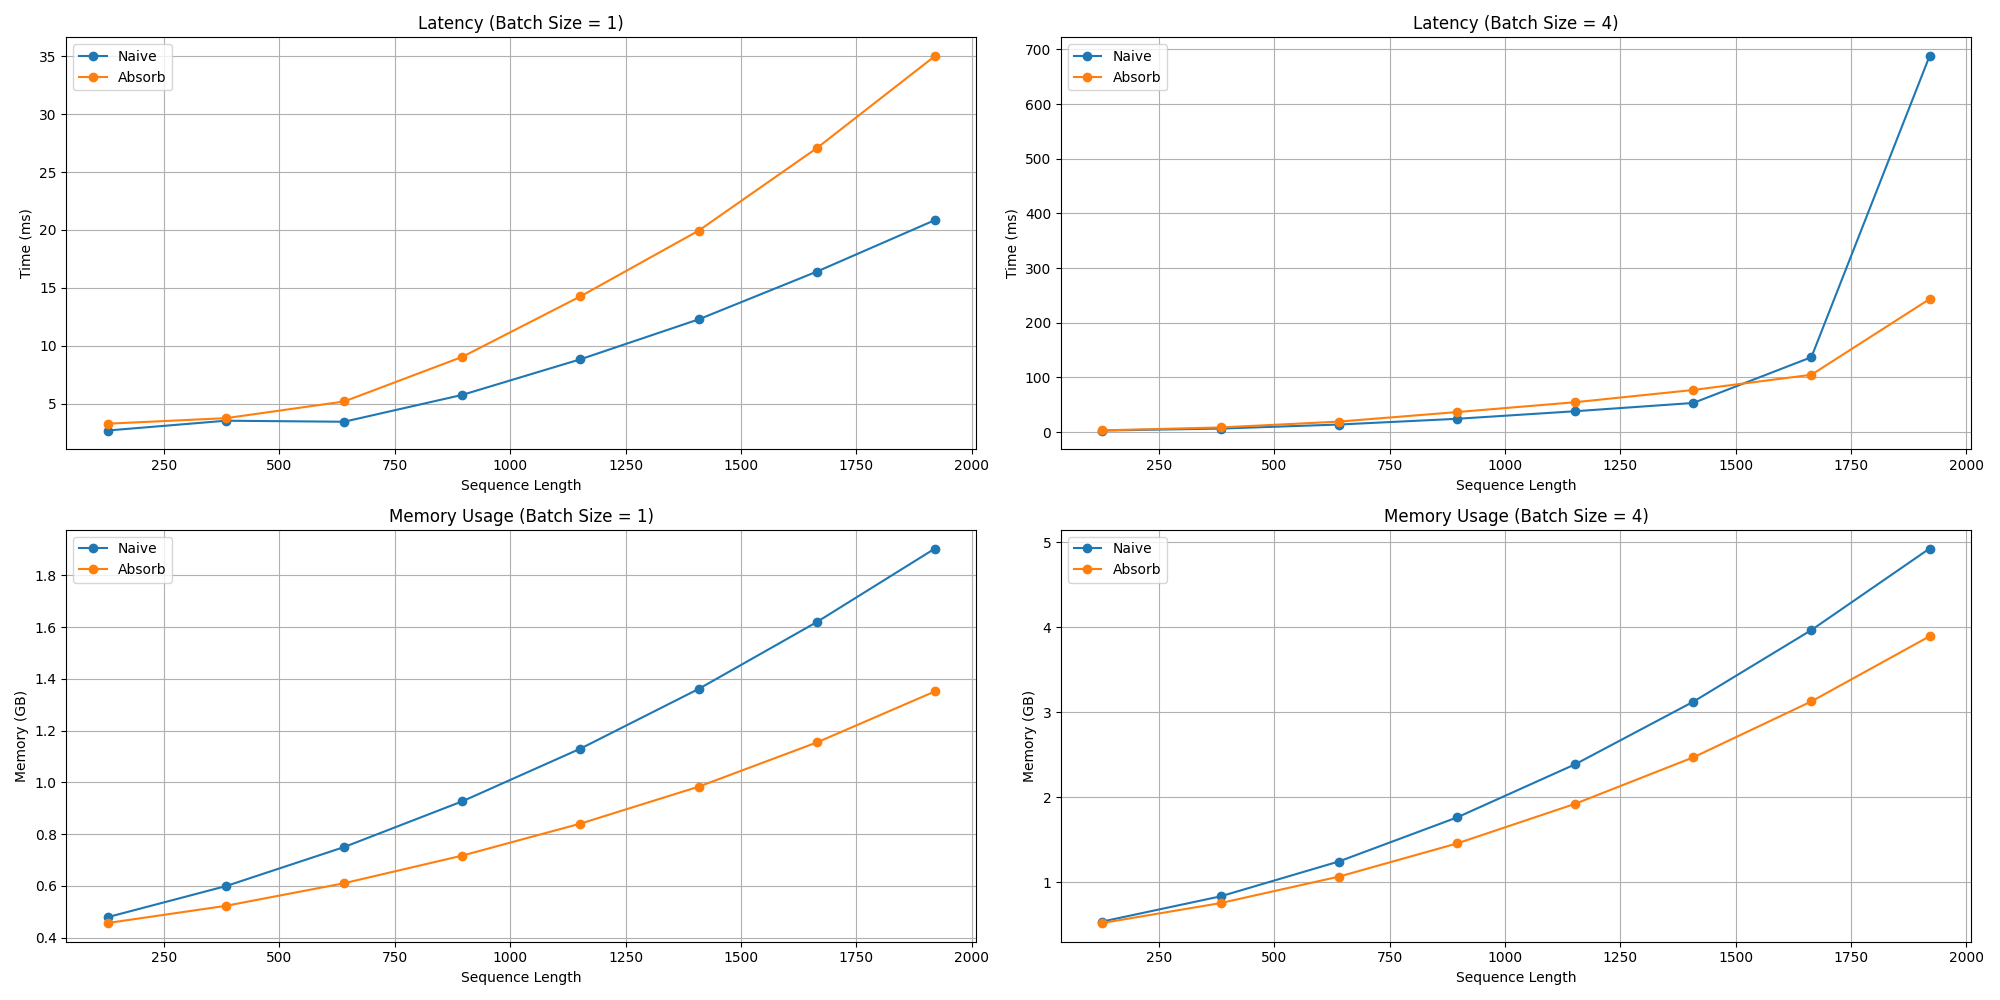 Latency (Batch Size = 1)
Naive
Absorb
35
30
25
20
15
10
5
Time (ms)
250 500 750 1000 1250 1500 1750 2000
Sequence Length
Latency (Batch Size = 4)
Naive
Absorb
700
600
500
400
300
200
100
0
Time (ms)
250 500 750 1000 1250 1500 1750 2000
Sequence Length
Memory Usage (Batch Size = 1)
Naive
Absorb
1.8
1.6
1.4
1.2
1.0
0.8
0.6
0.4
Memory (GB)
250 500 750 1000 1250 1500 1750 2000
Sequence Length
Memory Usage (Batch Size = 4)
Naive
Absorb
5
4
3
2
1
Memory (GB)
250 500 750 1000 1250 1500 1750 2000
Sequence Length